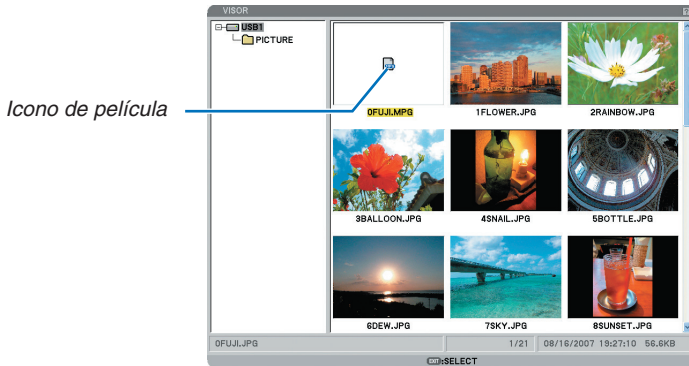 VISOR
USB1
PICTURE
Icono de película
0FUJI.MPG
1FLOWER.JPG
2RAINBOW.JPG
3BALLOON.JPG
4SNAIL.JPG
5BOTTLE.JPG
6DEW.JPG
7SKY.JPG
8SUNSET.JPG
0FUJI.JPG
1/21
08/16/2007 19:27:10 56.6KB
EXIT:SELECT